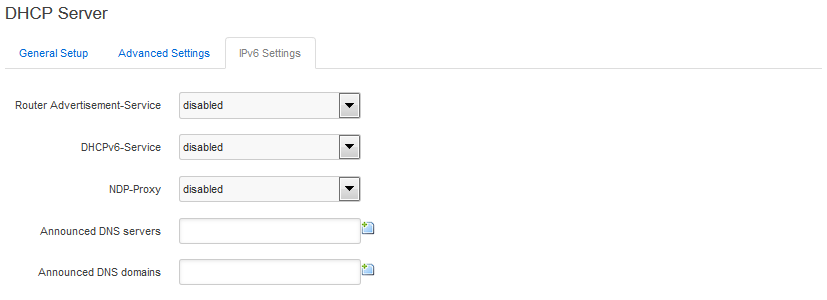 DHCP Server
General Setup Advanced Settings IPv6 Settings
Router Advertisement-Service disabled
DHCPv6-Service disabled
NDP-Proxy disabled
Announced DNS servers
Announced DNS domains